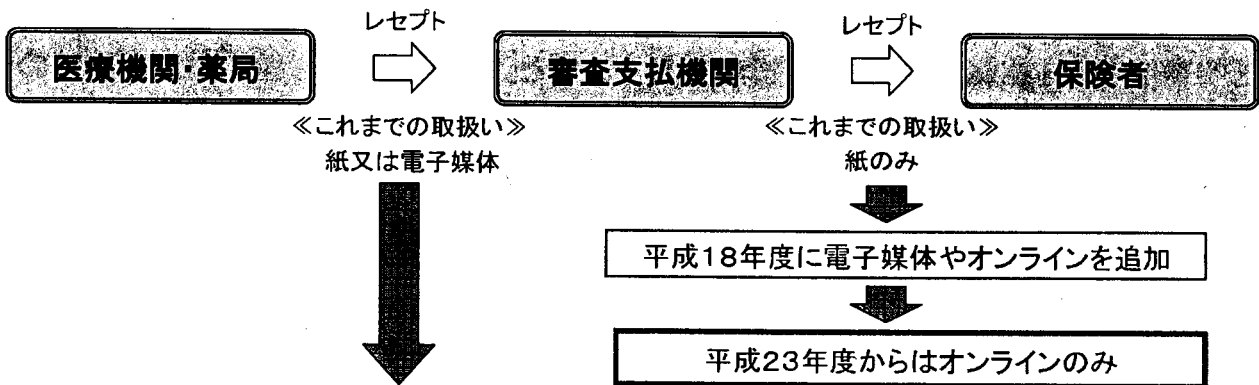 レセプト
レセプト
医療機関・薬局
審査支払機関
保険者
≪これまでの取扱い≫
≪これまでの取扱い≫
紙又は電子媒体
紙のみ
平成18年度に電子媒体やオンラインを追加
平成23年度からはオンラインのみ